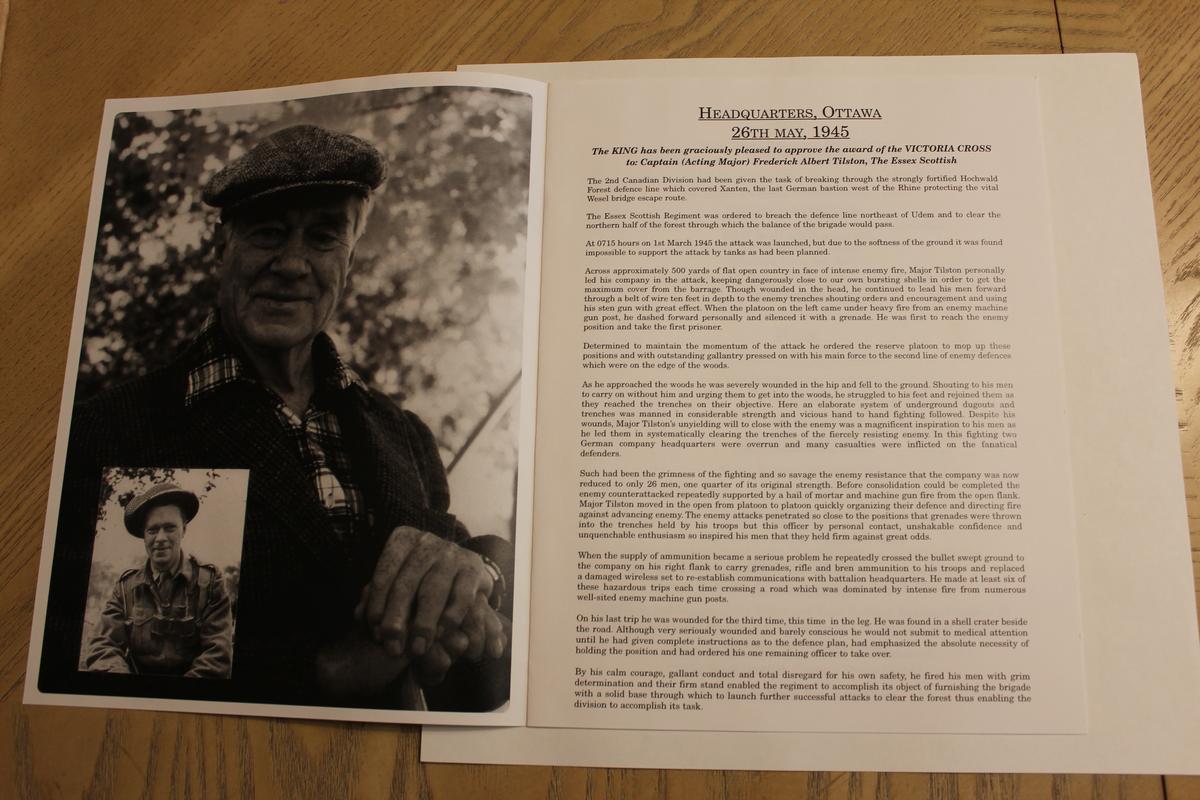 HEADQUARTERS, OTTAWA
26TH MAY, 1945
The KING has been graciously pleased to approve the award of the VICTORIA CROSS
to: Captain (Acting Major) Frederick Albert Tilston, The Essex Scottish
The 2nd Canadian Division had been given the task of breaking through the strongly fortified Hochwald
Forest defence line which covered Xanten, the last German bastion west of the Rhine protecting the vital
Wesel bridge escape route.
The Essex Scottish Regiment was ordered to breach the defence line northeast of Udem and to clear the
northern half of the forest through which the balance of the brigade would pass.
At 0715 hours on 1st March 1945 the attack was launched, but due to the softness of the ground it was found
impossible to support the attack by tanks as had been planned.
Across approximately 500 yards of flat open country in face of intense enemy fire, Major Tilston personally
led his company in the attack, keeping dangerously close to our own bursting shells in order to get the
maximum cover from the barrage. Though wounded in the head, he continued to lead his men forward
through a belt of wire ten feet in depth to the enemy trenches shouting orders and encouragement and using
his sten gun with great effect. When the platoon on the left came under heavy fire from an enemy machine
gun post, he dashed forward personally and silenced it with a grenade. He was first to reach the enemy
position and take the first prisoner.
Determined to maintain the momentum of the attack he ordered the reserve platoon to mop up these
positions and with outstanding gallantry pressed on with his main force to the second line of enemy defences
which were on the edge of the woods.
As he approached the woods he was severely wounded in the hip and fell to the ground. Shouting to his men
to carry on without him and urging them to get into the woods, he struggled to his feet and rejoined them as
they reached the trenches on their objective. Here an elaborate system of underground dugouts and
trenches was manned in considerable strength and vicious hand to hand fighting followed. Despite his
wounds, Major Tilston's unyielding will to close with the enemy was a magnificent inspiration to his men as
he led them in systematically clearing the trenches of the fiercely resisting enemy. In this fighting two
German company headquarters were overrun and many casualties were inflicted on the fanatical
defenders.
Such had been the grimness of the fighting and so savage the enemy resistance that the company was now
reduced to only 26 men, one quarter of its original strength. Before consolidation could be completed the
enemy counterattacked repeatedly supported by a hail of mortar and machine gun fire from the open flank.
Major Tilston moved in the open from platoon to platoon quickly organizing their defence and directing fire
against advancing enemy. The enemy attacks penetrated so close to the positions that grenades were thrown
into the trenches held by his troops but this officer by personal contact, unshakable confidence and
unquenchable enthusiasm so inspired his men that they held firm against great odds.
When the supply of ammunition became a serious problem he repeatedly crossed the bullet swept ground to
the company on his right flank to carry grenades, rifle and bren ammunition to his troops and replaced
a damaged wireless set to re-establish communications with battalion headquarters. He made at least six of
these hazardous trips each time crossing a road which was dominated by intense fire from numerous
well-sited enemy machine gun posts.
On his last trip he was wounded for the third time, this time in the leg. He was found in a shell crater beside
the road. Although very seriously wounded and barely conscious he would not submit to medical attention
until he had given complete instructions as to the defence plan, had emphasized the absolute necessity of
holding the position and had ordered his one remaining officer to take over.
By his calm courage, gallant conduct and total disregard for his own safety, he fired his men with grim
determination and their firm stand enabled the regiment to accomplish its object of furnishing the brigade
with a solid base through which to launch further successful attacks to clear the forest thus enabling the
division to accomplish its task.